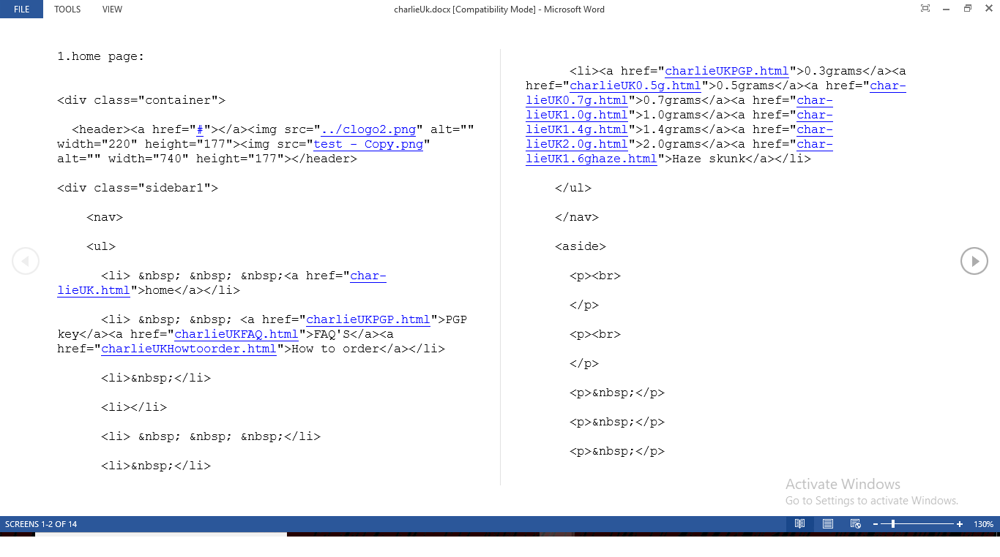 FILE TOOLS VIEW charlieUk.docx [Compatibility Mode] - Microsoft Word
1.home page:
<div class="container">
<header><a href="#"></a><img src="../clogo2.png" alt=""
width="220" height="177"><img src="test - Copy.png"
alt="" width="740" height="177"></header>
<div class="sidebar1">
<nav>
<ul>
<li> &nbsp; &nbsp; &nbsp;<a href="char-
lieUK.html">home</a></li>
<li> &nbsp; &nbsp; <a href="charlieUKPGP.html">PGP
key</a><a href="charlieUKFAQ.html">FAQ'S</a><a
href="charlieUKHowtoorder.html">How to order</a></li>
<li>&nbsp;</li>
<li></li>
<li> &nbsp; &nbsp; &nbsp;</li>
<li>&nbsp;</li>
<li><a href="charlieUKPGP.html">0.3grams</a><a
href="charlieUK0.5g.html">0.5grams</a><a href="char-
lieUK0.7g.html">0.7grams</a><a href="char-
lieUK1.0g.html">1.0grams</a><a href="char-
lieUK1.4g.html">1.4grams</a><a href="char-
lieUK2.0g.html">2.0grams</a><a href="char-
lieUK1.6ghaze.html">Haze skunk</a></li>
</ul>
</nav>
<aside>
<p><br>
</p>
<p><br>
</p>
<p>&nbsp;</p>
<p>&nbsp;</p>
<p>&nbsp;</p>
Activate Windows
Go to Settings to activate Windows.
SCREENS 1-2 OF 14 130%